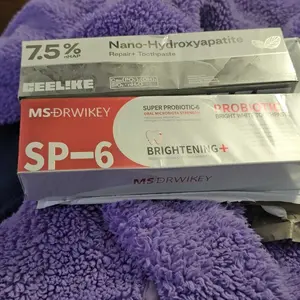 7.5%
nHAP
Nano-Hydroxyapatite
Repair+ Toothpaste
CEELIKE
MS·DRWIKEY
SUPER PROBIOTIC-6
PROBIOTIC
SP-6
BRIGHTENING+
MS·DRWIKEY